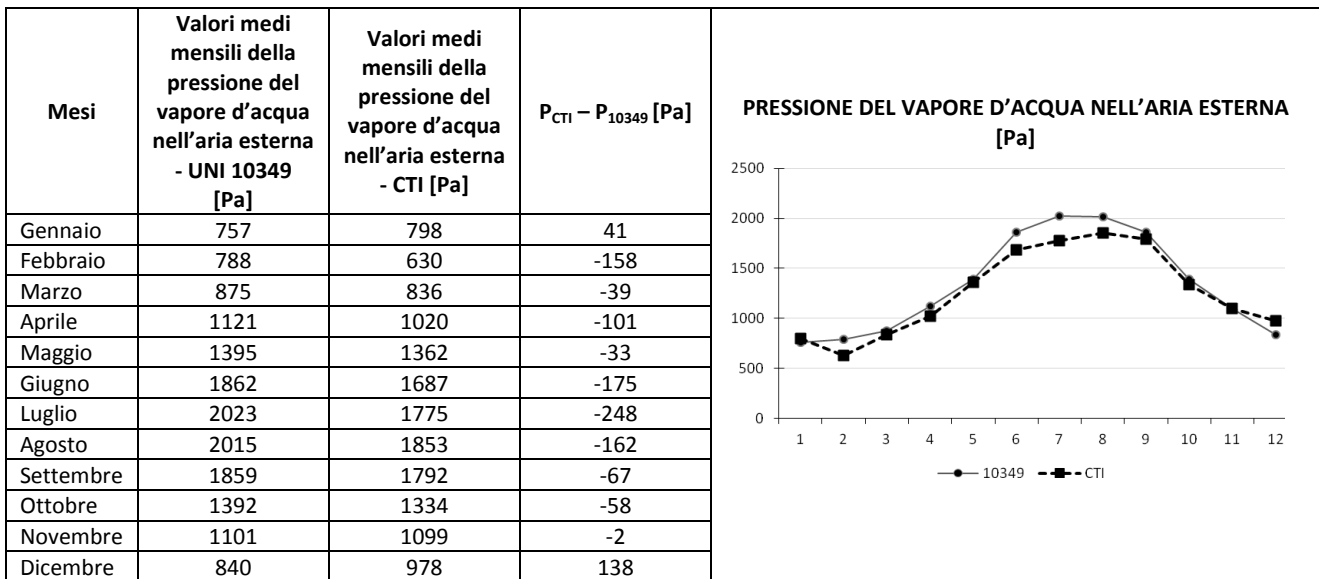 Mesi
Valori medi
mensili della
pressione del
vapore d’acqua
nell’aria esterna
- UNI 10349
[Pa]
Valori medi
mensili della
pressione del
vapore d’acqua
nell’aria esterna
- CTI [Pa]
PCTI – P10349 [Pa]
Gennaio 757 798 41
Febbraio 788 630 -158
Marzo 875 836 -39
Aprile 1121 1020 -101
Maggio 1395 1362 -33
Giugno 1862 1687 -175
Luglio 2023 1775 -248
Agosto 2015 1853 -162
Settembre 1859 1792 -67
Ottobre 1392 1334 -58
Novembre 1101 1099 -2
Dicembre 840 978 138
PRESSIONE DEL VAPORE D’ACQUA NELL’ARIA ESTERNA
[Pa]
2500
2000
1500
1000
500
0
1 2 3 4 5 6 7 8 9 10 11 12
10349 CTI